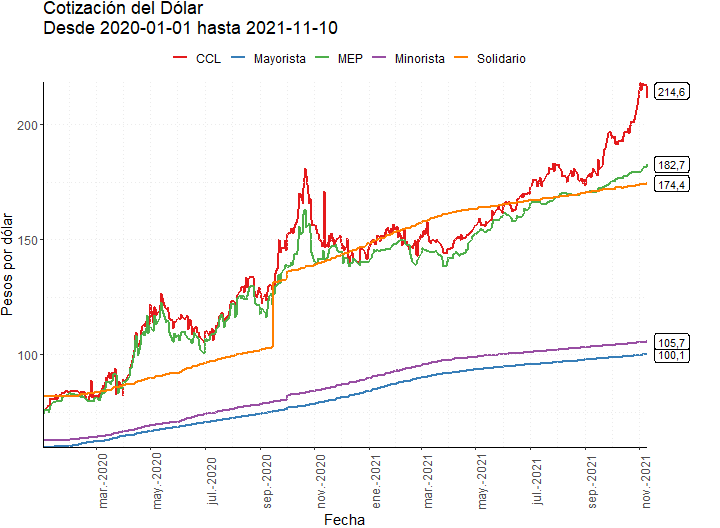 Cotización del Dólar
Desde 2020-01-01 hasta 2021-11-10
CCL Mayorista MEP Minorista Solidario
Pesos por dólar
200
150
100
214,6
182,7
174,4
105,7
100,1
mar.-2020 may.-2020 jul.-2020 sep.-2020 nov.-2020 ene.-2021 mar.-2021 may.-2021 jul.-2021 sep.-2021 nov.-2021
Fecha